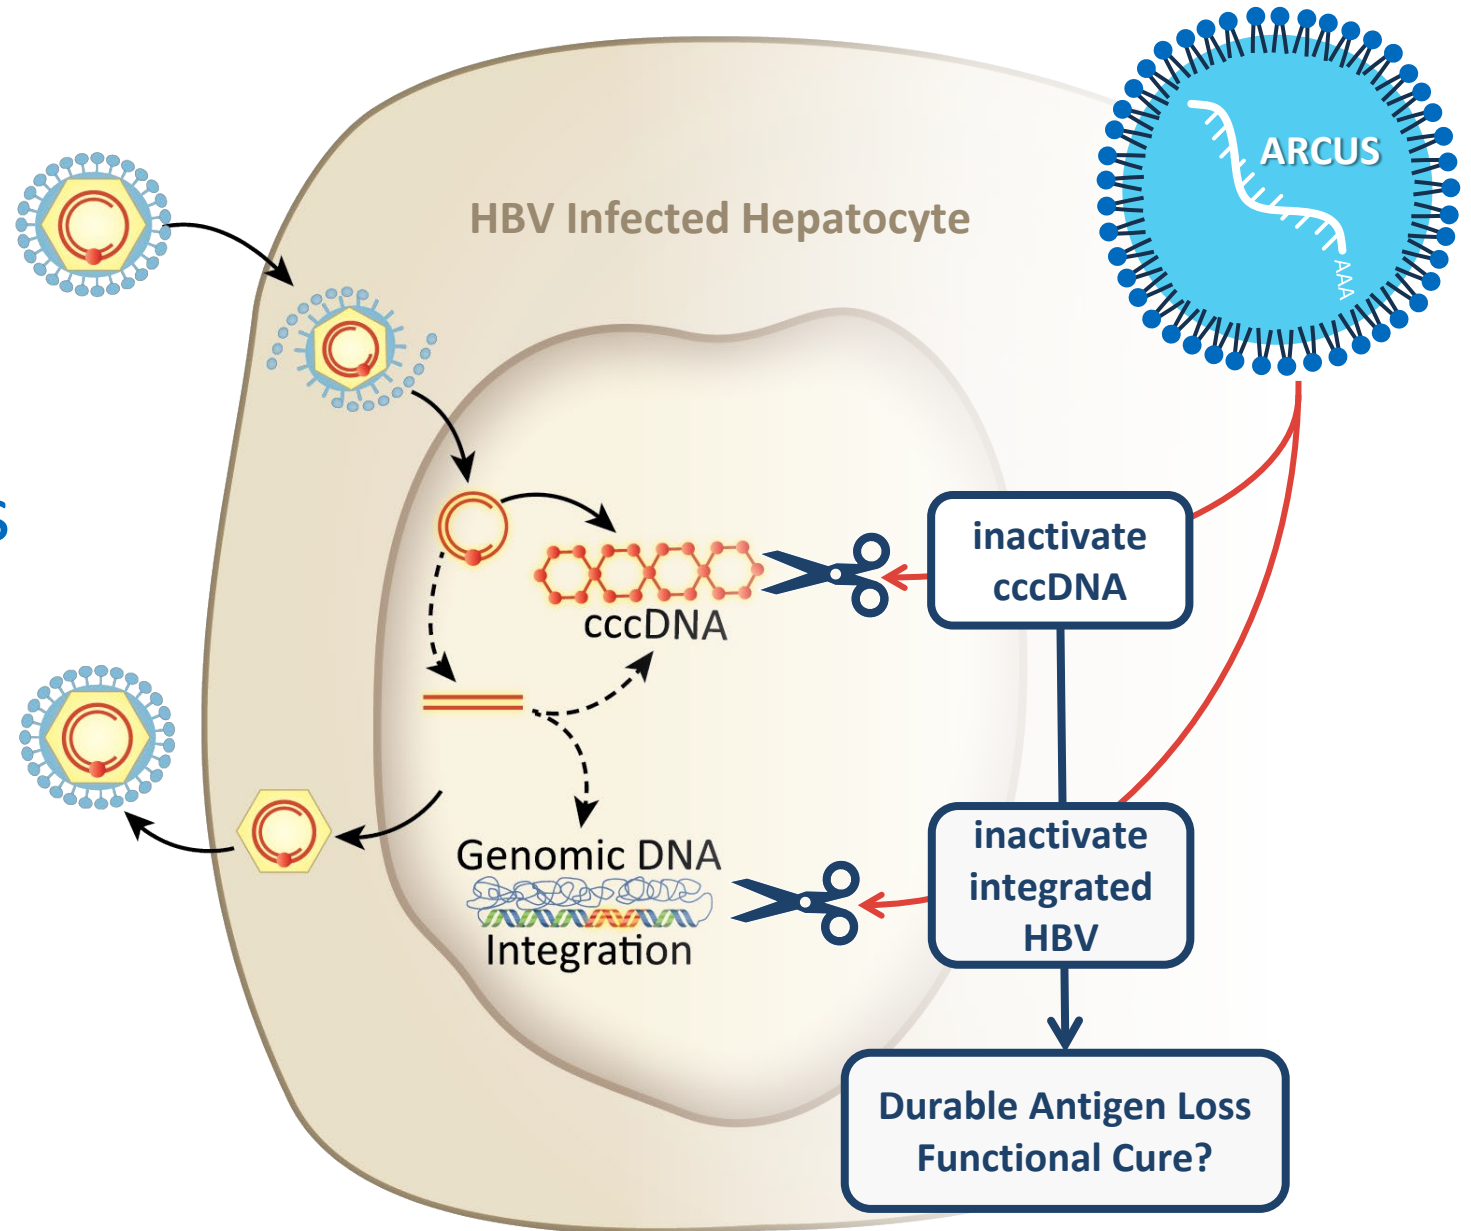 HBV Infected Hepatocyte
ARCUS
AAA
s
inactivate
cccDNA
cccDNA
inactivate
integrated
HBV
Genomic DNA
Integration
Durable Antigen Loss
Functional Cure?